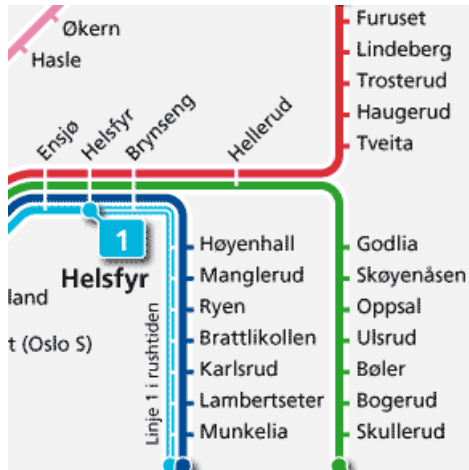 Økern
Hasle
Furuset
Lindeberg
Trosterud
Haugerud
Tveita
Ensjø
Helsfyr
Brynseng
Hellerud
1
Helsfyr
land
t (Oslo S)
Linje 1 i rushtiden
Høyenhall
Manglerud
Ryen
Brattlikollen
Karlsrud
Lambertseter
Munkelia
Godlia
Skøyenåsen
Oppsal
Ulsrud
Bøler
Bogerud
Skullerud